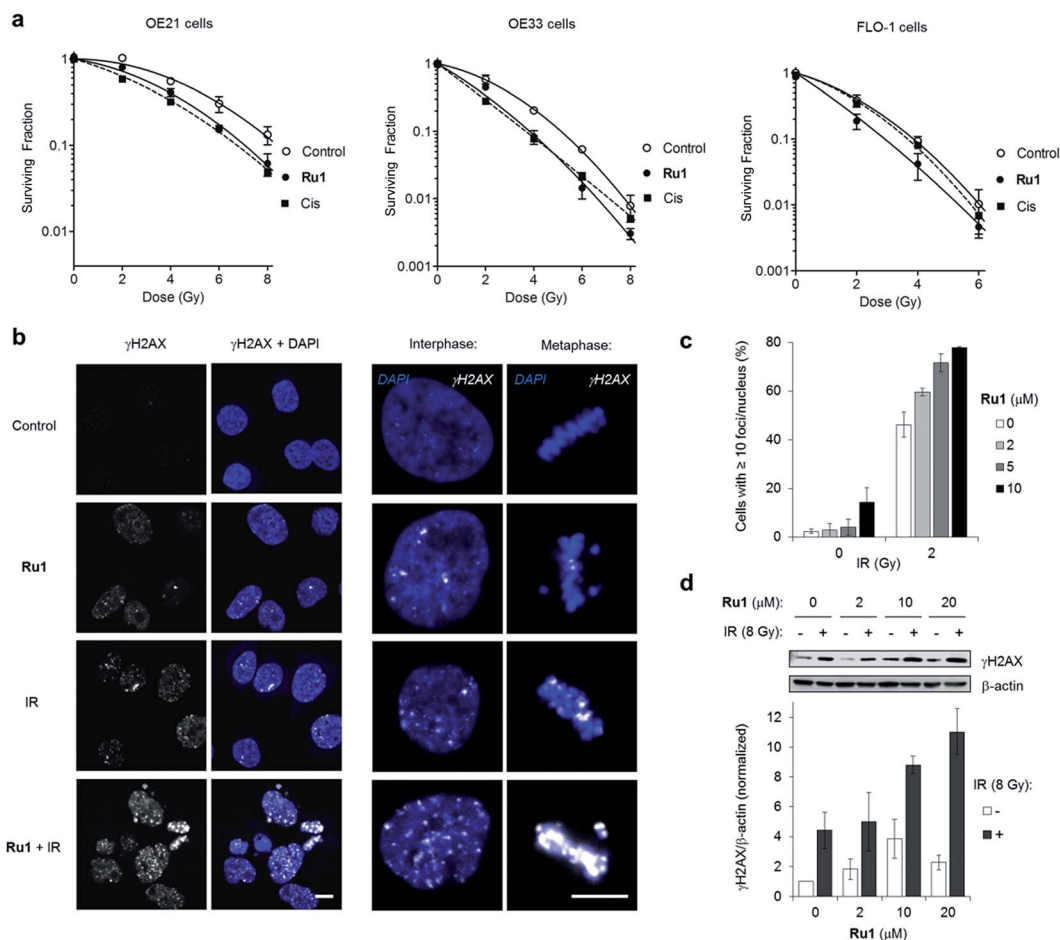 a
OE21 cells
OE33 cells
FLO-1 cells
Surviving Fraction
1
0.1
0.01
0 2 4 6 8
Dose (Gy)
Control
Ru1
Cis
Surviving Fraction
1
0.1
0.01
0.001
0 2 4 6 8
Dose (Gy)
Control
Ru1
Cis
Surviving Fraction
1
0.1
0.01
0.001
0 2 4 6
Dose (Gy)
Control
Ru1
Cis
b
γH2AX γH2AX + DAPI Interphase: Metaphase:
DAPI γH2AX DAPI γH2AX
Control
Ru1
IR
Ru1 + IR
c
Cells with ≥ 10 foci/nucleus (%)
80
60
40
20
0
0 2
IR (Gy)
Ru1 (μM)
0
2
5
10
d
Ru1 (μM): 0 2 10 20
IR (8 Gy): - + - + - + - +
γH2AX
β-actin
γH2AX/β-actin (normalized)
14
12
10
8
6
4
2
0
0 2 10 20
Ru1 (μM)
IR (8 Gy):
-
+